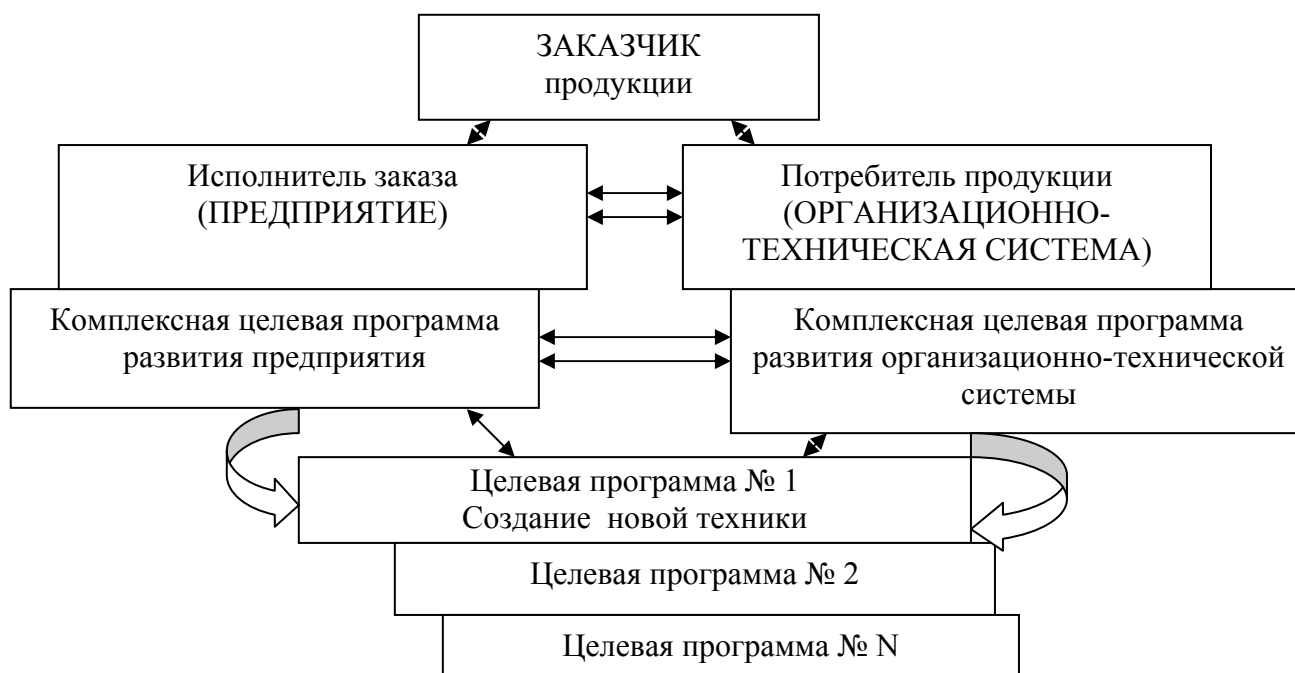 ЗАКАЗЧИК
продукции
Исполнитель заказа
(ПРЕДПРИЯТИЕ)
Потребитель продукции
(ОРГАНИЗАЦИОННО-
ТЕХНИЧЕСКАЯ СИСТЕМА)
Комплексная целевая программа
развития предприятия
Комплексная целевая программа
развития организационно-технической
системы
Целевая программа № 1
Создание новой техники
Целевая программа № 2
Целевая программа № N